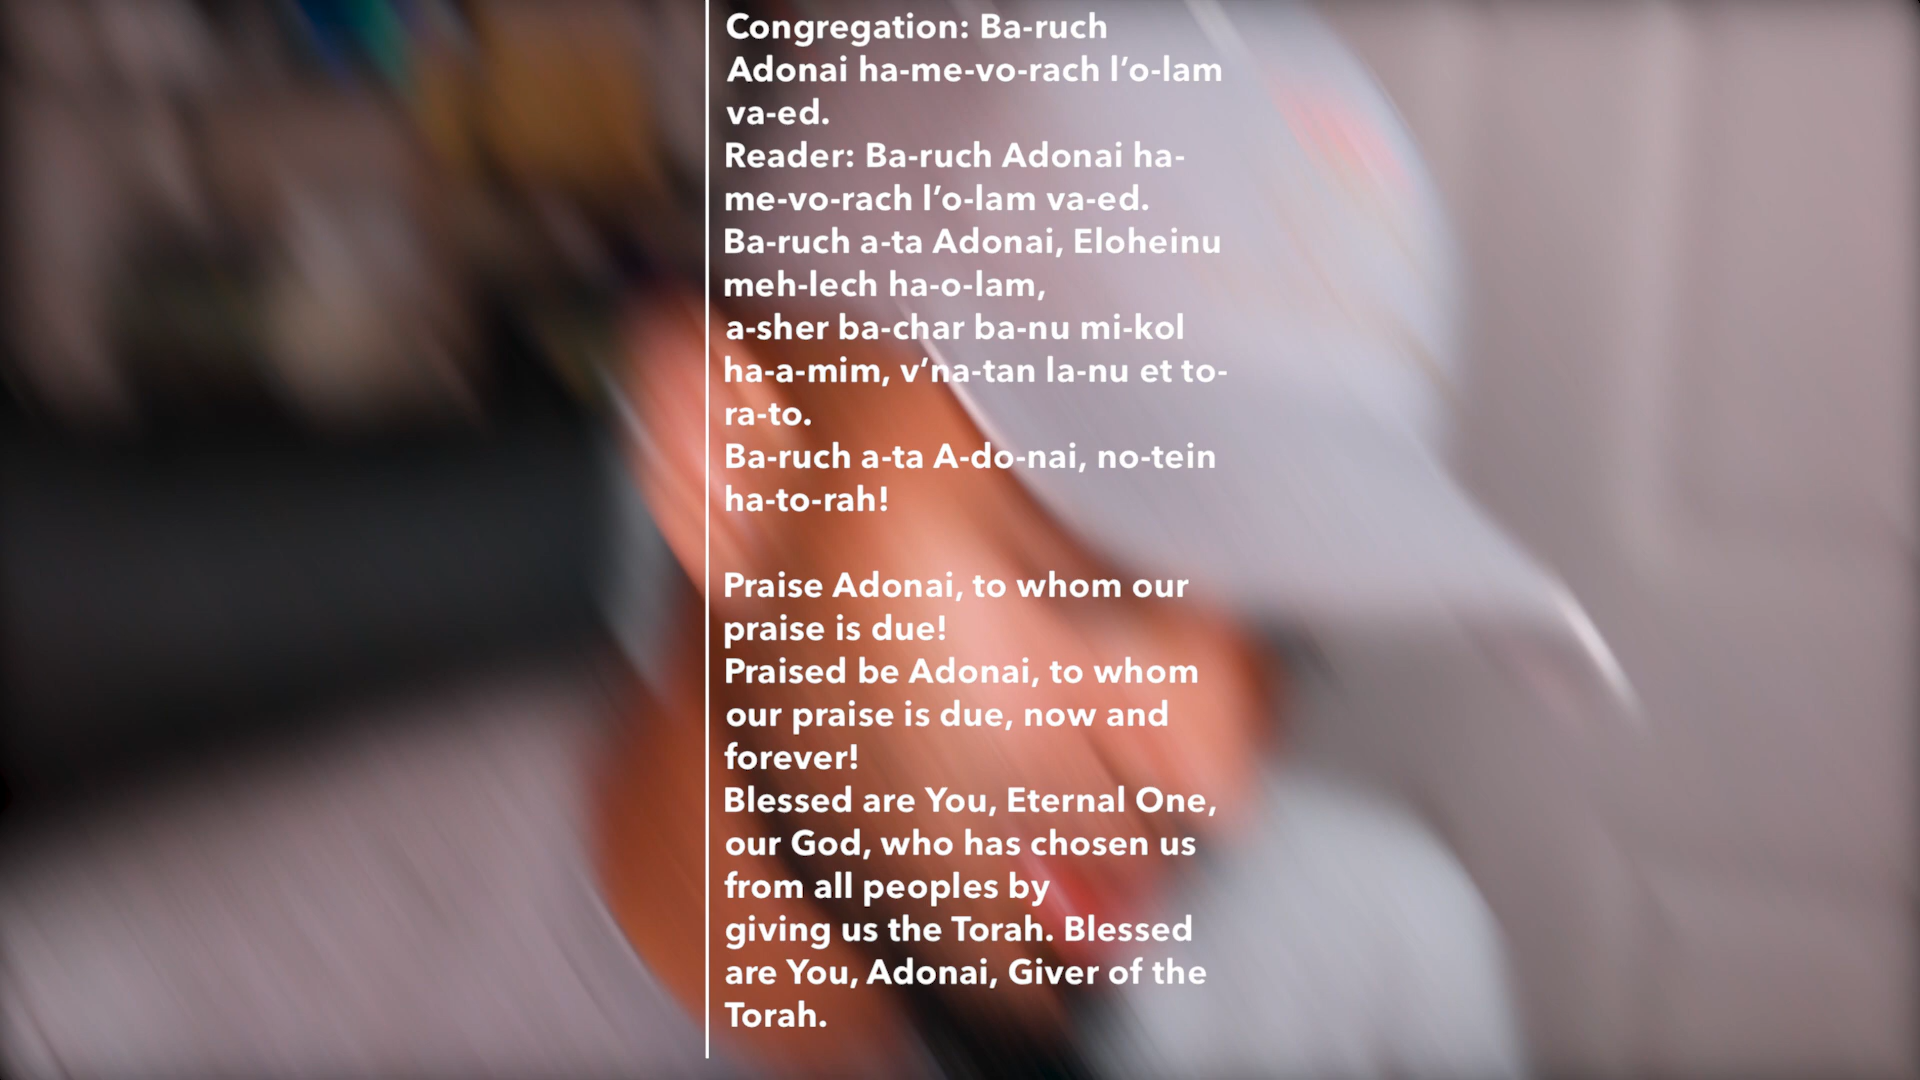 Congregation: Ba-ruch
Adonai ha-me-vo-rach l’o-lam
va-ed.
Reader: Ba-ruch Adonai ha-
me-vo-rach l’o-lam va-ed.
Ba-ruch a-ta Adonai, Eloheinu
meh-lech ha-o-lam,
a-sher ba-char ba-nu mi-kol
ha-a-mim, v’na-tan la-nu et to-
ra-to.
Ba-ruch a-ta A-do-nai, no-tein
ha-to-rah!
Praise Adonai, to whom our
praise is due!
Praised be Adonai, to whom
our praise is due, now and
forever!
Blessed are You, Eternal One,
our God, who has chosen us
from all peoples by
giving us the Torah. Blessed
are You, Adonai, Giver of the
Torah.